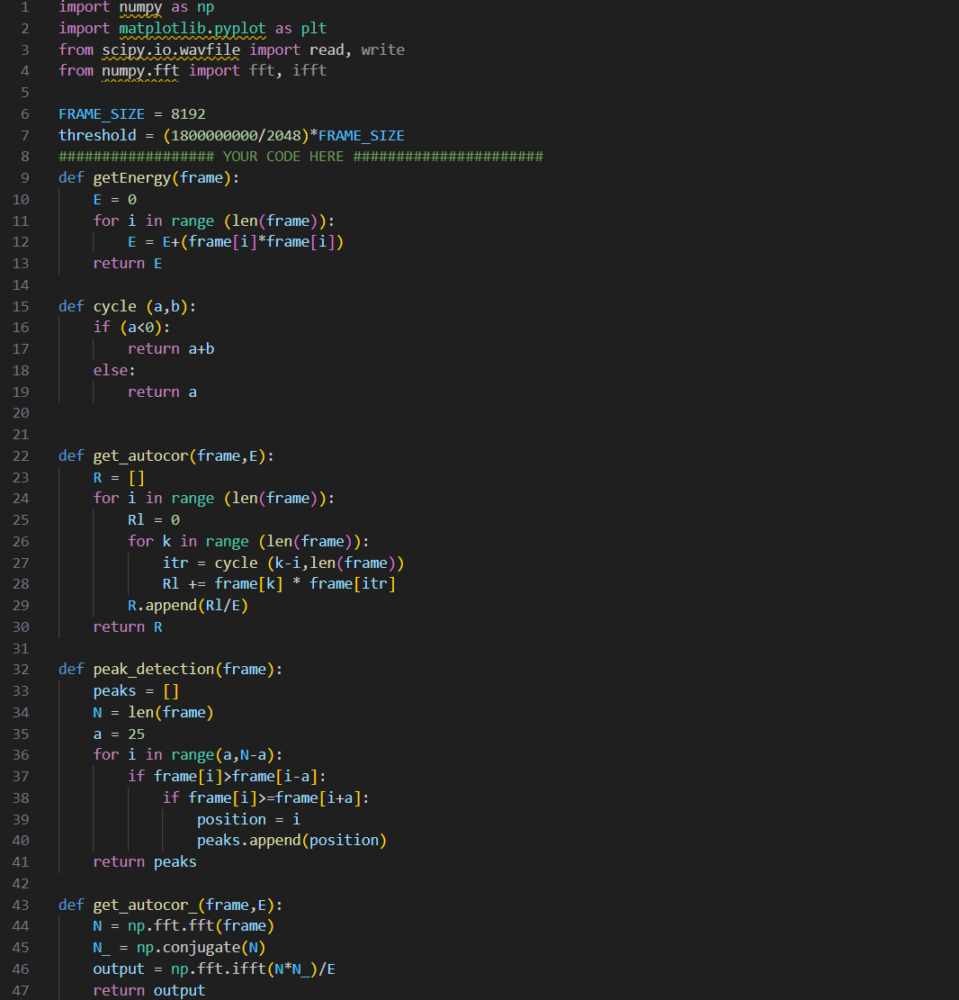 1 import numpy as np
2 import matplotlib.pyplot as plt
3 from scipy.io.wavfile import read, write
4 from numpy.fft import fft, ifft
5
6 FRAME_SIZE = 8192
7 threshold = (1800000000/2048)*FRAME_SIZE
8 ################## YOUR CODE HERE ######################
9 def getEnergy(frame):
10     E = 0
11     for i in range (len(frame)):
12         E = E+(frame[i]*frame[i])
13     return E
14
15 def cycle (a,b):
16     if (a<0):
17         return a+b
18     else:
19         return a
20
21
22 def get_autocor(frame,E):
23     R = []
24     for i in range (len(frame)):
25         Rl = 0
26         for k in range (len(frame)):
27             itr = cycle (k-i,len(frame))
28             Rl += frame[k] * frame[itr]
29         R.append(Rl/E)
30     return R
31
32 def peak_detection(frame):
33     peaks = []
34     N = len(frame)
35     a = 25
36     for i in range(a,N-a):
37         if frame[i]>frame[i-a]:
38             if frame[i]>=frame[i+a]:
39                 position = i
40                 peaks.append(position)
41     return peaks
42
43 def get_autocor_(frame,E):
44     N = np.fft.fft(frame)
45     N_ = np.conjugate(N)
46     output = np.fft.ifft(N*N_)/E
47     return output